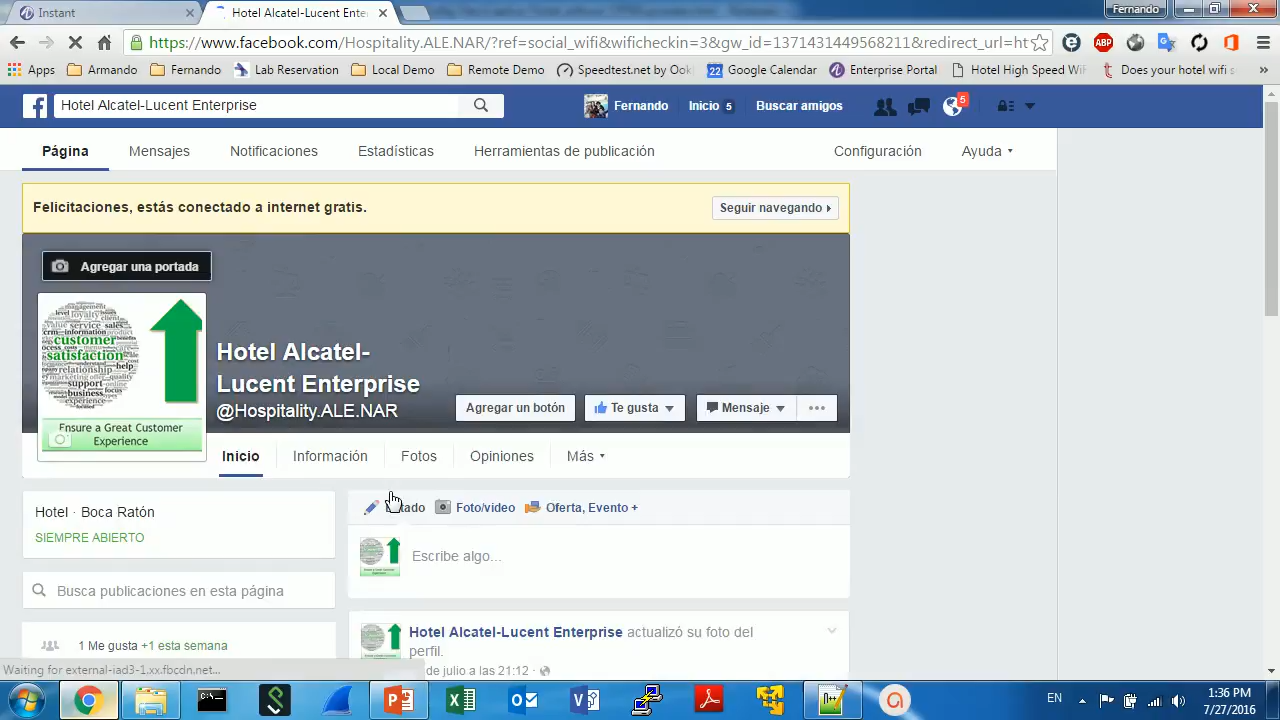 Instant
Hotel Alcatel-Lucent Ente
Fernando
https://www.facebook.com/Hospitality.ALE.NAR/?ref=social_wifi&wificheckin=3&gw_id=1371431449568211&redirect_url=ht
Apps Armando Fernando Lab Reservation Local Demo Remote Demo Speedtest.net by Ook 22 Google Calendar Enterprise Portal Hotel High Speed Wi Does your hotel wifi s »
Hotel Alcatel-Lucent Enterprise
Fernando Inicio 5 Buscar amigos 5
Página Mensajes Notificaciones Estadísticas Herramientas de publicación Configuración Ayuda
Felicitaciones, estás conectado a internet gratis.
Seguir navegando
Agregar una portada
customer
satisfaction
Ensure a Great Customer
Experience
Hotel Alcatel-
Lucent Enterprise
@Hospitality.ALE.NAR
Agregar un botón Te gusta Mensaje
Inicio Información Fotos Opiniones Más
Hotel · Boca Ratón
SIEMPRE ABIERTO
Busca publicaciones en esta página
1 Me gusta +1 esta semana
tado Foto/video Oferta, Evento +
Escribe algo...
Hotel Alcatel-Lucent Enterprise actualizó su foto del
perfil.
de julio a las 21:12 ·
Waiting for external-iad3-1.xx.fbcdn.net...
EN
1:36 PM
7/27/2016